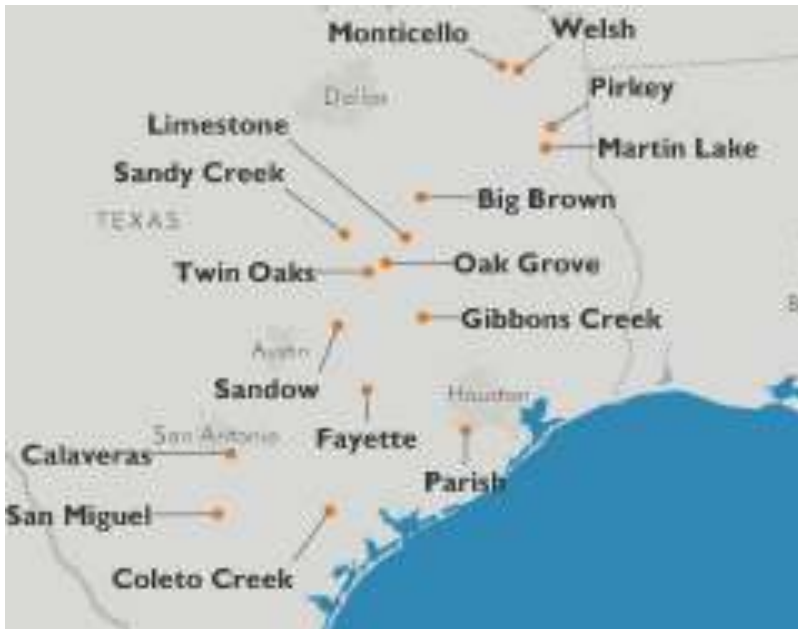 Monticello
Welsh
Dallas
Pirkey
Limestone
Martin Lake
Sandy Creek
Big Brown
TEXAS
Twin Oaks
Oak Grove
Gibbons Creek
Austin
Sandow
Houston
San Antonio
Fayette
Calaveras
Parish
San Miguel
Coleto Creek